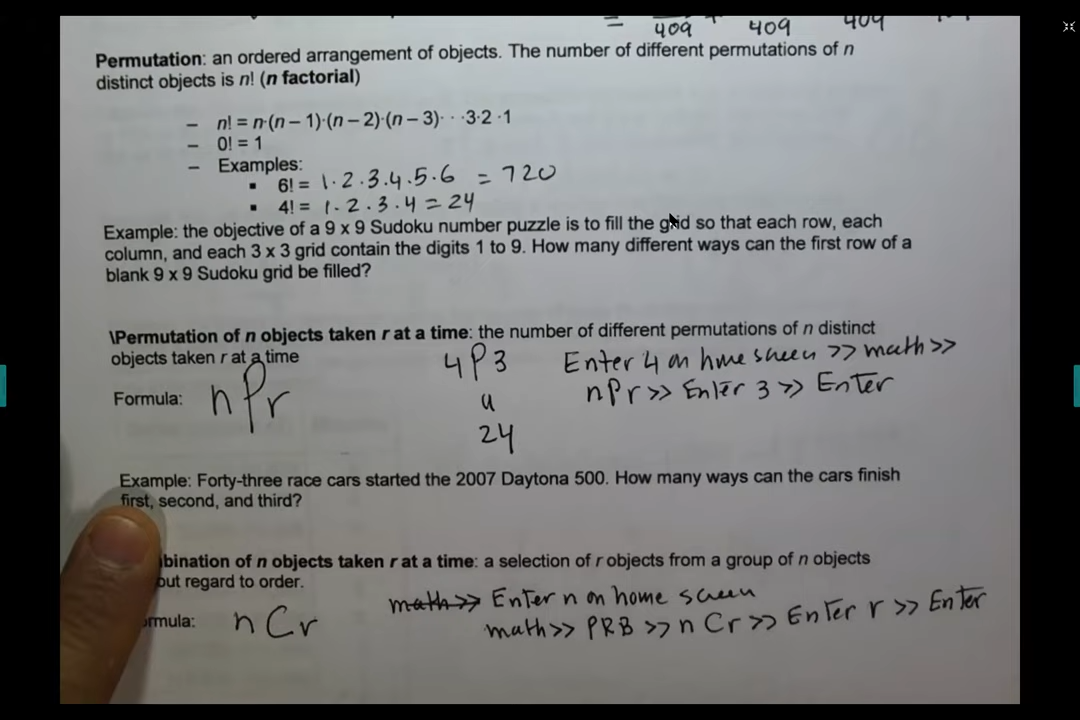 = 409 + 409 409
Permutation: an ordered arrangement of objects. The number of different permutations of n
distinct objects is n! (n factorial)
– n! = n·(n – 1)·(n – 2)·(n – 3)· · ·3·2 ·1
– 0! = 1
– Examples:
▪ 6! = 1·2·3·4·5·6 = 720
▪ 4! = 1·2·3·4 = 24
Example: the objective of a 9 x 9 Sudoku number puzzle is to fill the grid so that each row, each
column, and each 3 x 3 grid contain the digits 1 to 9. How many different ways can the first row of a
blank 9 x 9 Sudoku grid be filled?
\Permutation of n objects taken r at a time: the number of different permutations of n distinct
objects taken r at a time
4P3 Enter 4 on home screen >> math >>
nPr >> Enter 3 >> Enter
Formula: nPr
24
Example: Forty-three race cars started the 2007 Daytona 500. How many ways can the cars finish
first, second, and third?
bination of n objects taken r at a time: a selection of r objects from a group of n objects
out regard to order.
math >> Enter n on home screen
rmula: nCr math >> PRB >> nCr >> Enter r >> Enter